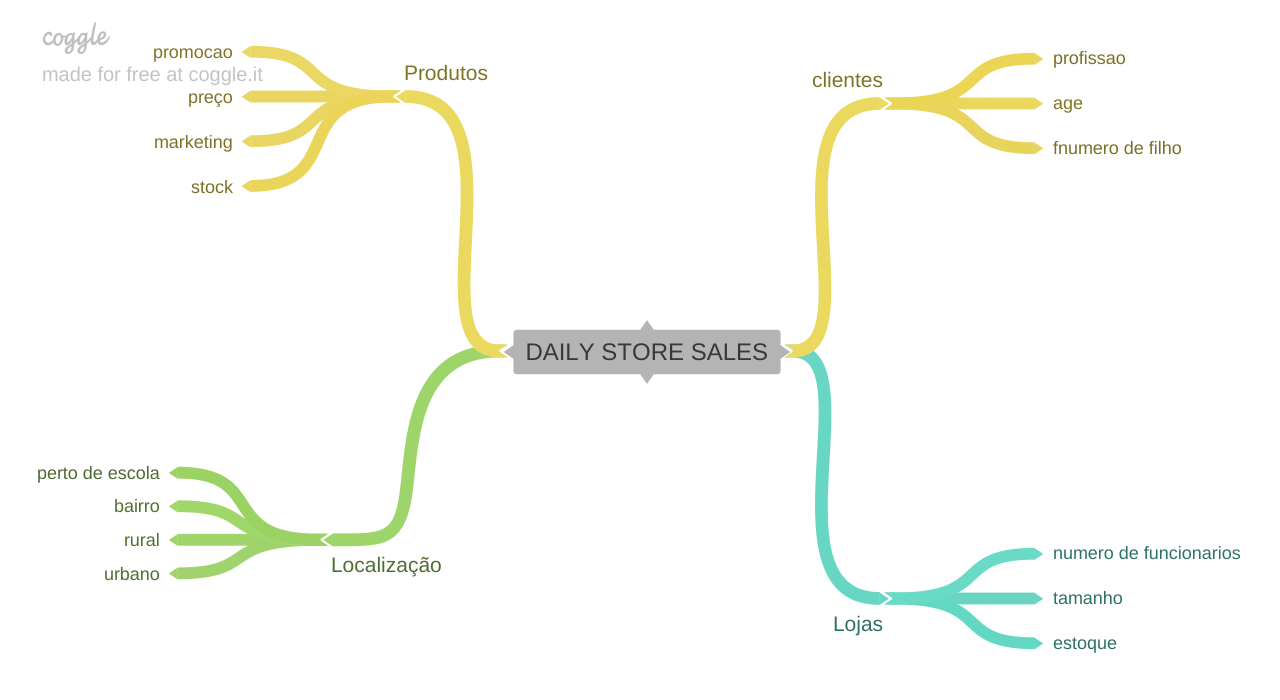 coggle
made for free at coggle.it
Produtos
promocao
preço
marketing
stock
clientes
profissao
age
fnumero de filho
DAILY STORE SALES
Localização
perto de escola
bairro
rural
urbano
Lojas
numero de funcionarios
tamanho
estoque